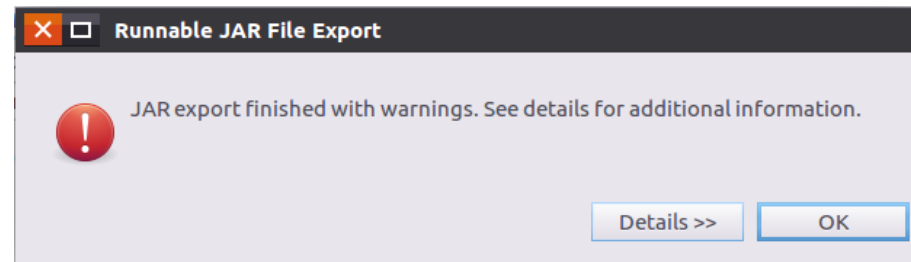 Runnable JAR File Export
JAR export finished with warnings. See details for additional information.
Details >> OK